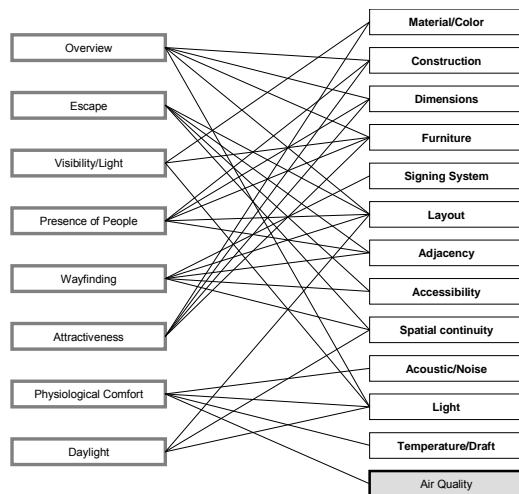 Overview
Escape
Visibility/Light
Presence of People
Wayfinding
Attractiveness
Physiological Comfort
Daylight
Material/Color
Construction
Dimensions
Furniture
Signing System
Layout
Adjacency
Accessibility
Spatial continuity
Acoustic/Noise
Light
Temperature/Draft
Air Quality